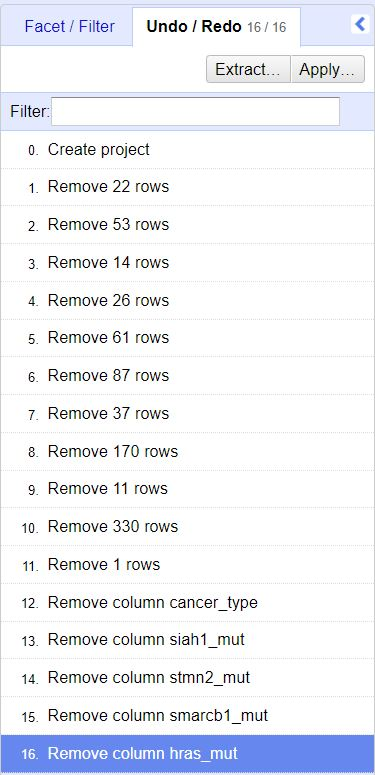 Facet / Filter Undo / Redo 16 / 16
Extract... Apply...
Filter:
0. Create project
1. Remove 22 rows
2. Remove 53 rows
3. Remove 14 rows
4. Remove 26 rows
5. Remove 61 rows
6. Remove 87 rows
7. Remove 37 rows
8. Remove 170 rows
9. Remove 11 rows
10. Remove 330 rows
11. Remove 1 rows
12. Remove column cancer_type
13. Remove column siah1_mut
14. Remove column stmn2_mut
15. Remove column smarcb1_mut
16. Remove column hras_mut